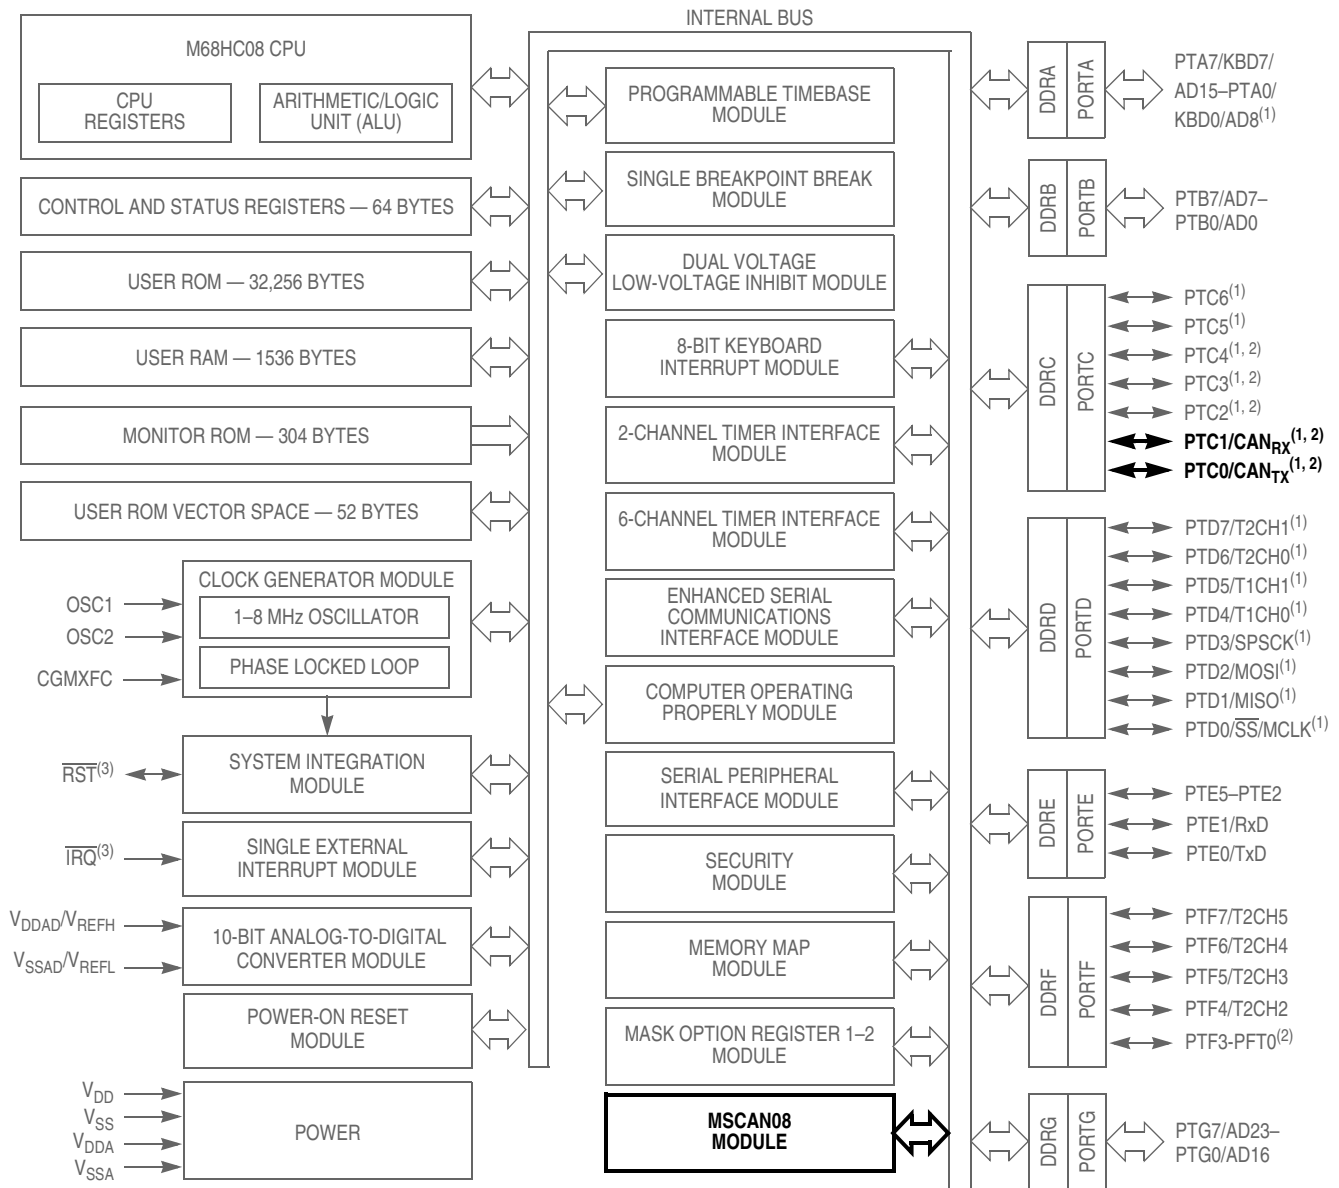 INTERNAL BUS
M68HC08 CPU
CPU
REGISTERS
ARITHMETIC/LOGIC
UNIT (ALU)
CONTROL AND STATUS REGISTERS — 64 BYTES
USER ROM — 32,256 BYTES
USER RAM — 1536 BYTES
MONITOR ROM — 304 BYTES
USER ROM VECTOR SPACE — 52 BYTES
CLOCK GENERATOR MODULE
1–8 MHz OSCILLATOR
PHASE LOCKED LOOP
OSC1
OSC2
CGMXFC
SYSTEM INTEGRATION
MODULE
RST(3)
SINGLE EXTERNAL
INTERRUPT MODULE
IRQ(3)
10-BIT ANALOG-TO-DIGITAL
CONVERTER MODULE
VDDAD/VREFH
VSSAD/VREFL
POWER-ON RESET
MODULE
POWER
VDD
VSS
VDDA
VSSA
PROGRAMMABLE TIMEBASE
MODULE
SINGLE BREAKPOINT BREAK
MODULE
DUAL VOLTAGE
LOW-VOLTAGE INHIBIT MODULE
8-BIT KEYBOARD
INTERRUPT MODULE
2-CHANNEL TIMER INTERFACE
MODULE
6-CHANNEL TIMER INTERFACE
MODULE
ENHANCED SERIAL
COMMUNICATIONS
INTERFACE MODULE
COMPUTER OPERATING
PROPERLY MODULE
SERIAL PERIPHERAL
INTERFACE MODULE
SECURITY
MODULE
MEMORY MAP
MODULE
MASK OPTION REGISTER 1–2
MODULE
MSCAN08
MODULE
DDRA
PORTA
PTA7/KBD7/
AD15–PTA0/
KBD0/AD8(1)
DDRB
PORTB
PTB7/AD7–
PTB0/AD0
DDRC
PORTC
PTC6(1)
PTC5(1)
PTC4(1, 2)
PTC3(1, 2)
PTC2(1, 2)
PTC1/CANRX(1, 2)
PTC0/CANTX(1, 2)
DDRD
PORTD
PTD7/T2CH1(1)
PTD6/T2CH0(1)
PTD5/T1CH1(1)
PTD4/T1CH0(1)
PTD3/SPSCK(1)
PTD2/MOSI(1)
PTD1/MISO(1)
PTD0/SS/MCLK(1)
DDRE
PORTE
PTE5–PTE2
PTE1/RxD
PTE0/TxD
DDRF
PORTF
PTF7/T2CH5
PTF6/T2CH4
PTF5/T2CH3
PTF4/T2CH2
PTF3-PFT0(2)
DDRG
PORTG
PTG7/AD23–
PTG0/AD16